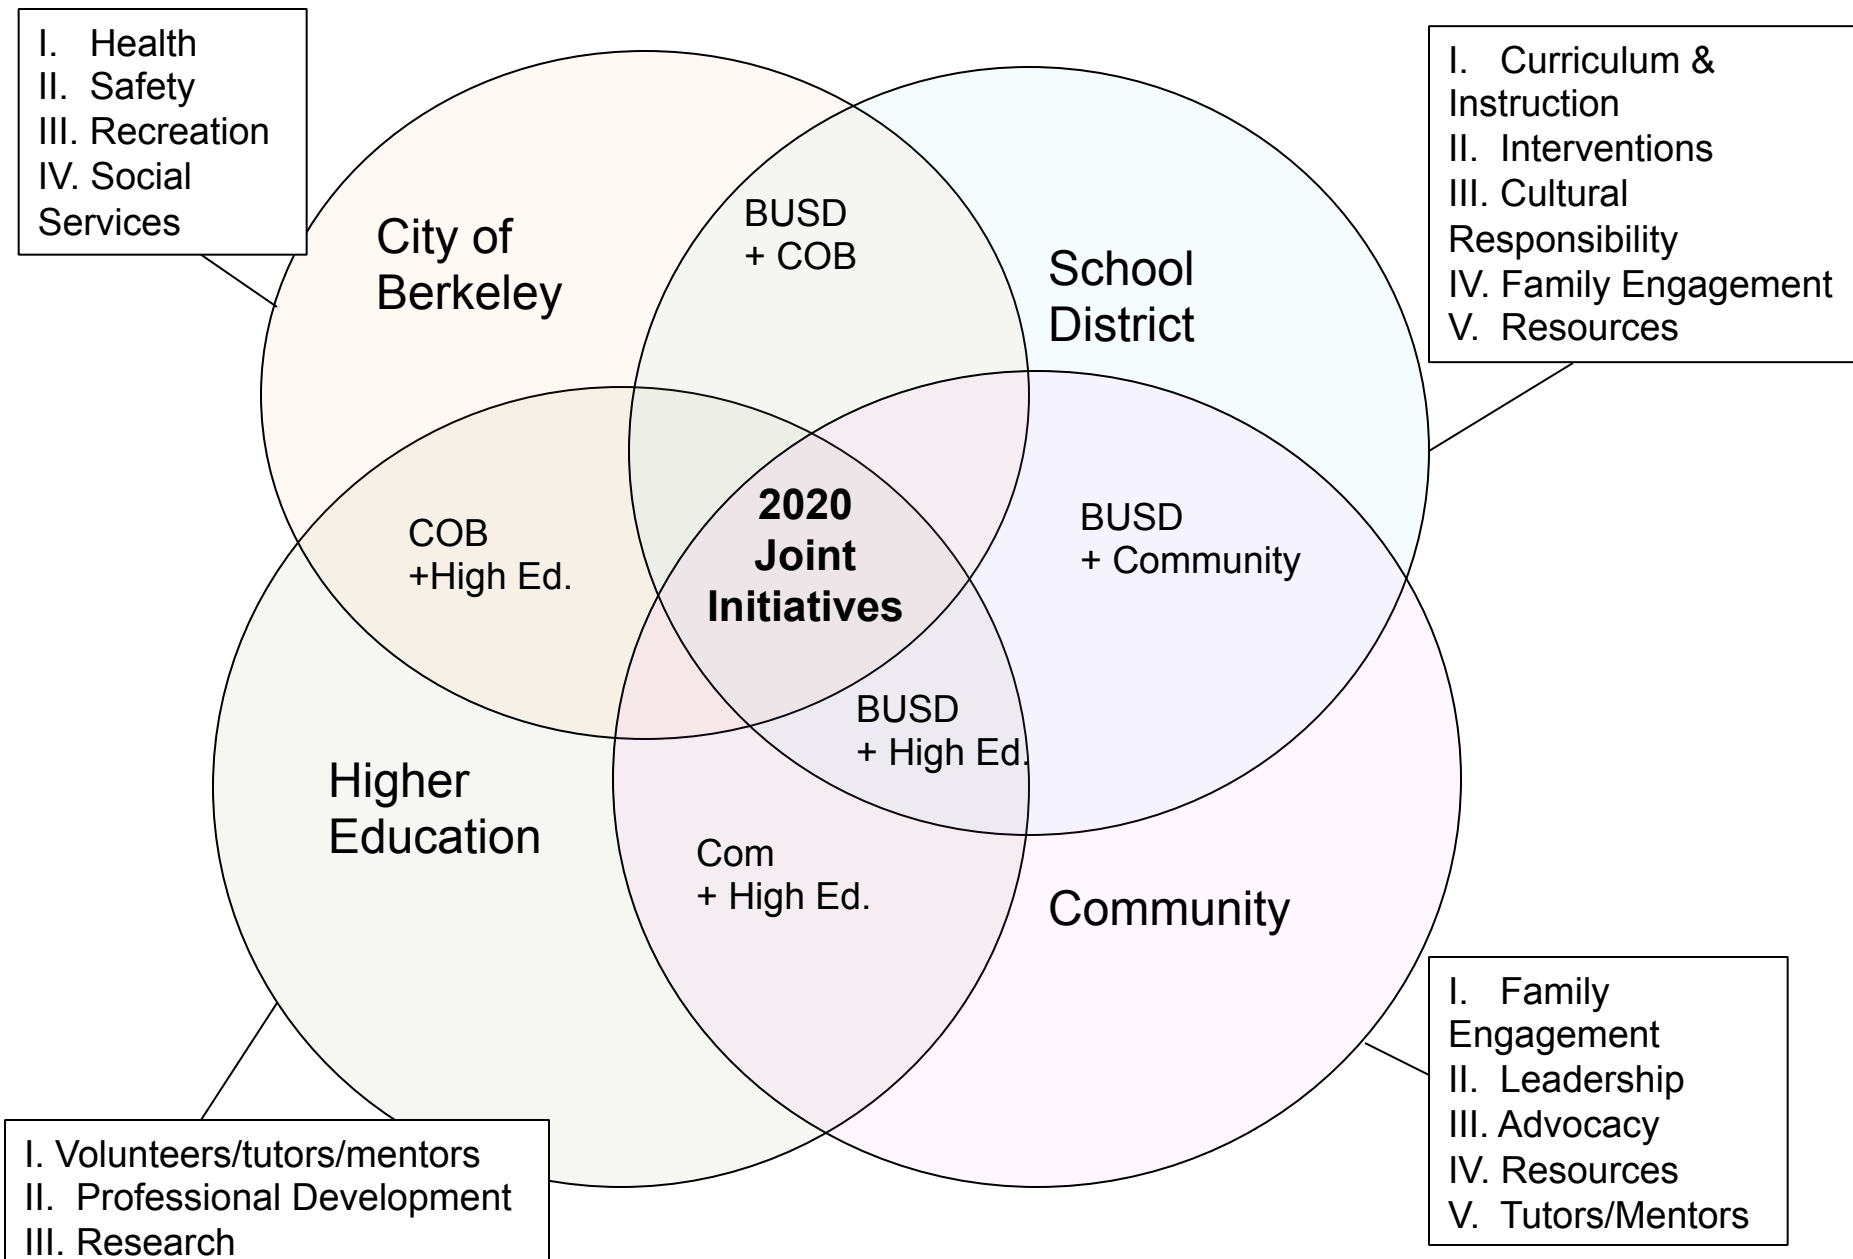 I. Health
II. Safety
III. Recreation
IV. Social
Services
I. Curriculum &
Instruction
II. Interventions
III. Cultural
Responsibility
IV. Family Engagement
V. Resources
City of
Berkeley
BUSD
+ COB
School
District
2020
Joint
Initiatives
COB
+High Ed.
BUSD
+ Community
BUSD
+ High Ed.
Higher
Education
Com
+ High Ed.
Community
I. Volunteers/tutors/mentors
II. Professional Development
III. Research
I. Family
Engagement
II. Leadership
III. Advocacy
IV. Resources
V. Tutors/Mentors